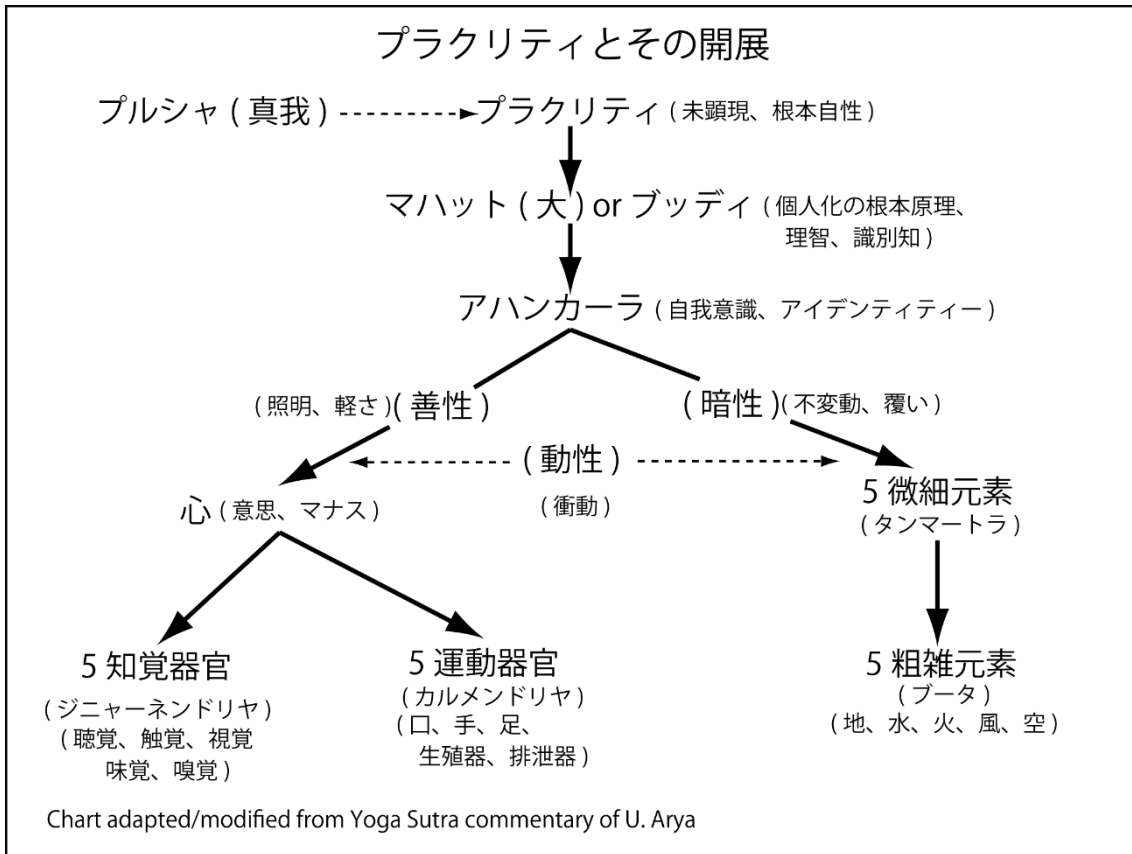 プラクリティとその開展
プルシャ ( 真我 ) プラクリティ ( 未顕現、根本自性 )
マハット ( 大 ) or ブッディ ( 個人化の根本原理、
理智、識別知 )
アハンカーラ ( 自我意識、アイデンティティー )
( 照明、軽さ ) ( 善性 ) ( 暗性 ) ( 不変動、覆い )
( 動性 )
( 衝動 )
心 ( 意思、マナス )
5 微細元素
( タンマートラ )
5 知覚器官
( ジニャーネンドリヤ )
( 聴覚、触覚、視覚
味覚、嗅覚 )
5 運動器官
( カルメンドリヤ )
( 口、手、足、
生殖器、排泄器 )
5 粗雑元素
( ブータ )
( 地、水、火、風、空 )
Chart adapted/modified from Yoga Sutra commentary of U. Arya